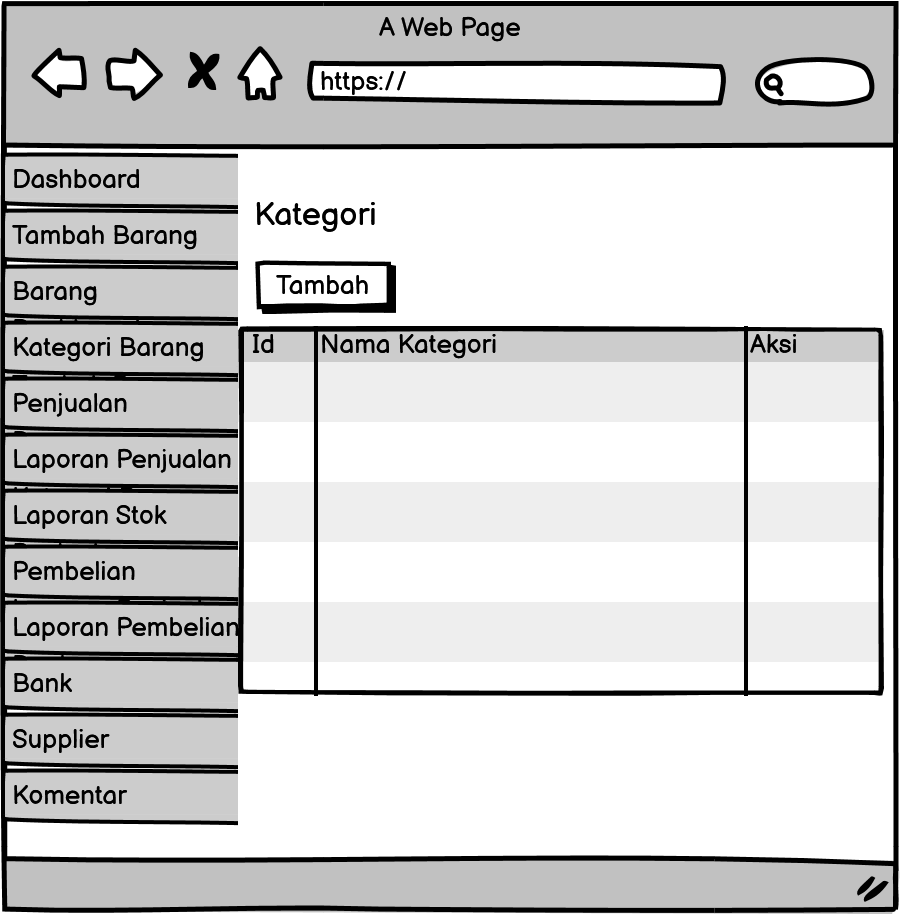 A Web Page
https://
Dashboard
Tambah Barang
Barang
Kategori Barang
Penjualan
Laporan Penjualan
Laporan Stok
Pembelian
Laporan Pembelian
Bank
Supplier
Komentar
Kategori
Tambah
Id Nama Kategori Aksi